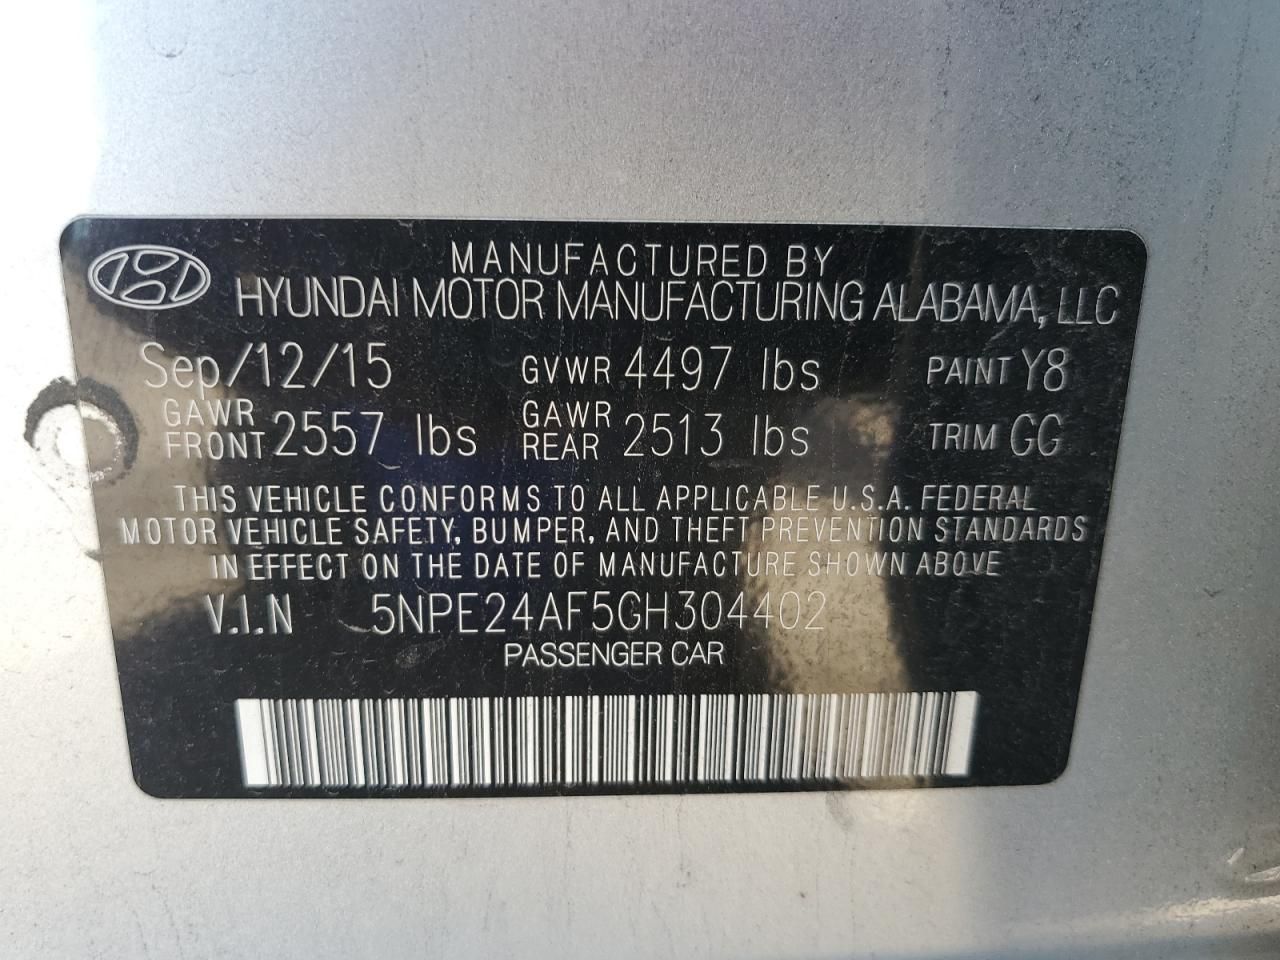 MANUFACTURED BY
HYUNDAI MOTOR MANUFACTURING ALABAMA, LLC
Sep/12/15 GVWR 4497 lbs PAINT Y8
GAWR FRONT 2557 lbs GAWR REAR 2513 lbs TRIM GG
THIS VEHICLE CONFORMS TO ALL APPLICABLE U.S.A. FEDERAL
MOTOR VEHICLE SAFETY, BUMPER, AND THEFT PREVENTION STANDARDS
IN EFFECT ON THE DATE OF MANUFACTURE SHOWN ABOVE
V.I.N 5NPE24AF5GH304402
PASSENGER CAR